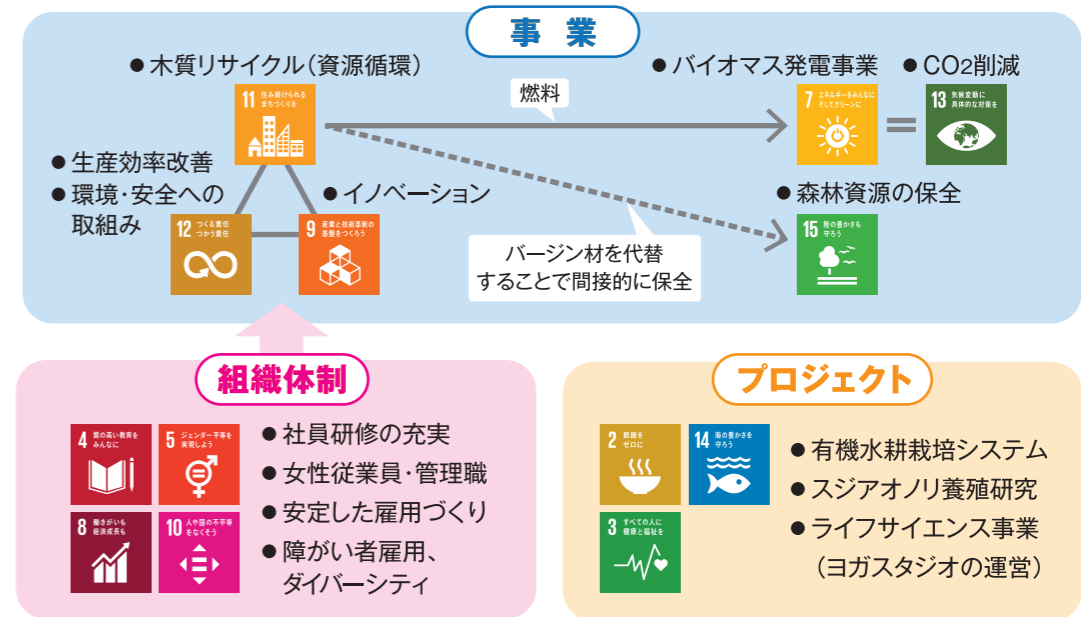 事 業
●木質リサイクル（資源循環）
11 住み続けられる
まちづくりを
燃料
●バイオマス発電事業
7 エネルギーをみんなに
そしてクリーンに
●CO2削減
13 気候変動に
具体的な対策を
●生産効率改善
●環境・安全への
取組み
12 つくる責任
つかう責任
●イノベーション
9 産業と技術革新の
基盤をつくろう
バージン材を代替
することで間接的に保全
●森林資源の保全
15 陸の豊かさも
守ろう
組織体制
4 質の高い教育を
みんなに
5 ジェンダー平等を
実現しよう
8 働きがいも
経済成長も
10 人や国の不平等
をなくそう
●社員研修の充実
●女性従業員・管理職
●安定した雇用づくり
●障がい者雇用、
ダイバーシティ
プロジェクト
2 飢餓を
ゼロに
14 海の豊かさを
守ろう
3 すべての人に
健康と福祉を
●有機水耕栽培システム
●スジアオノリ養殖研究
●ライフサイエンス事業
（ヨガスタジオの運営）